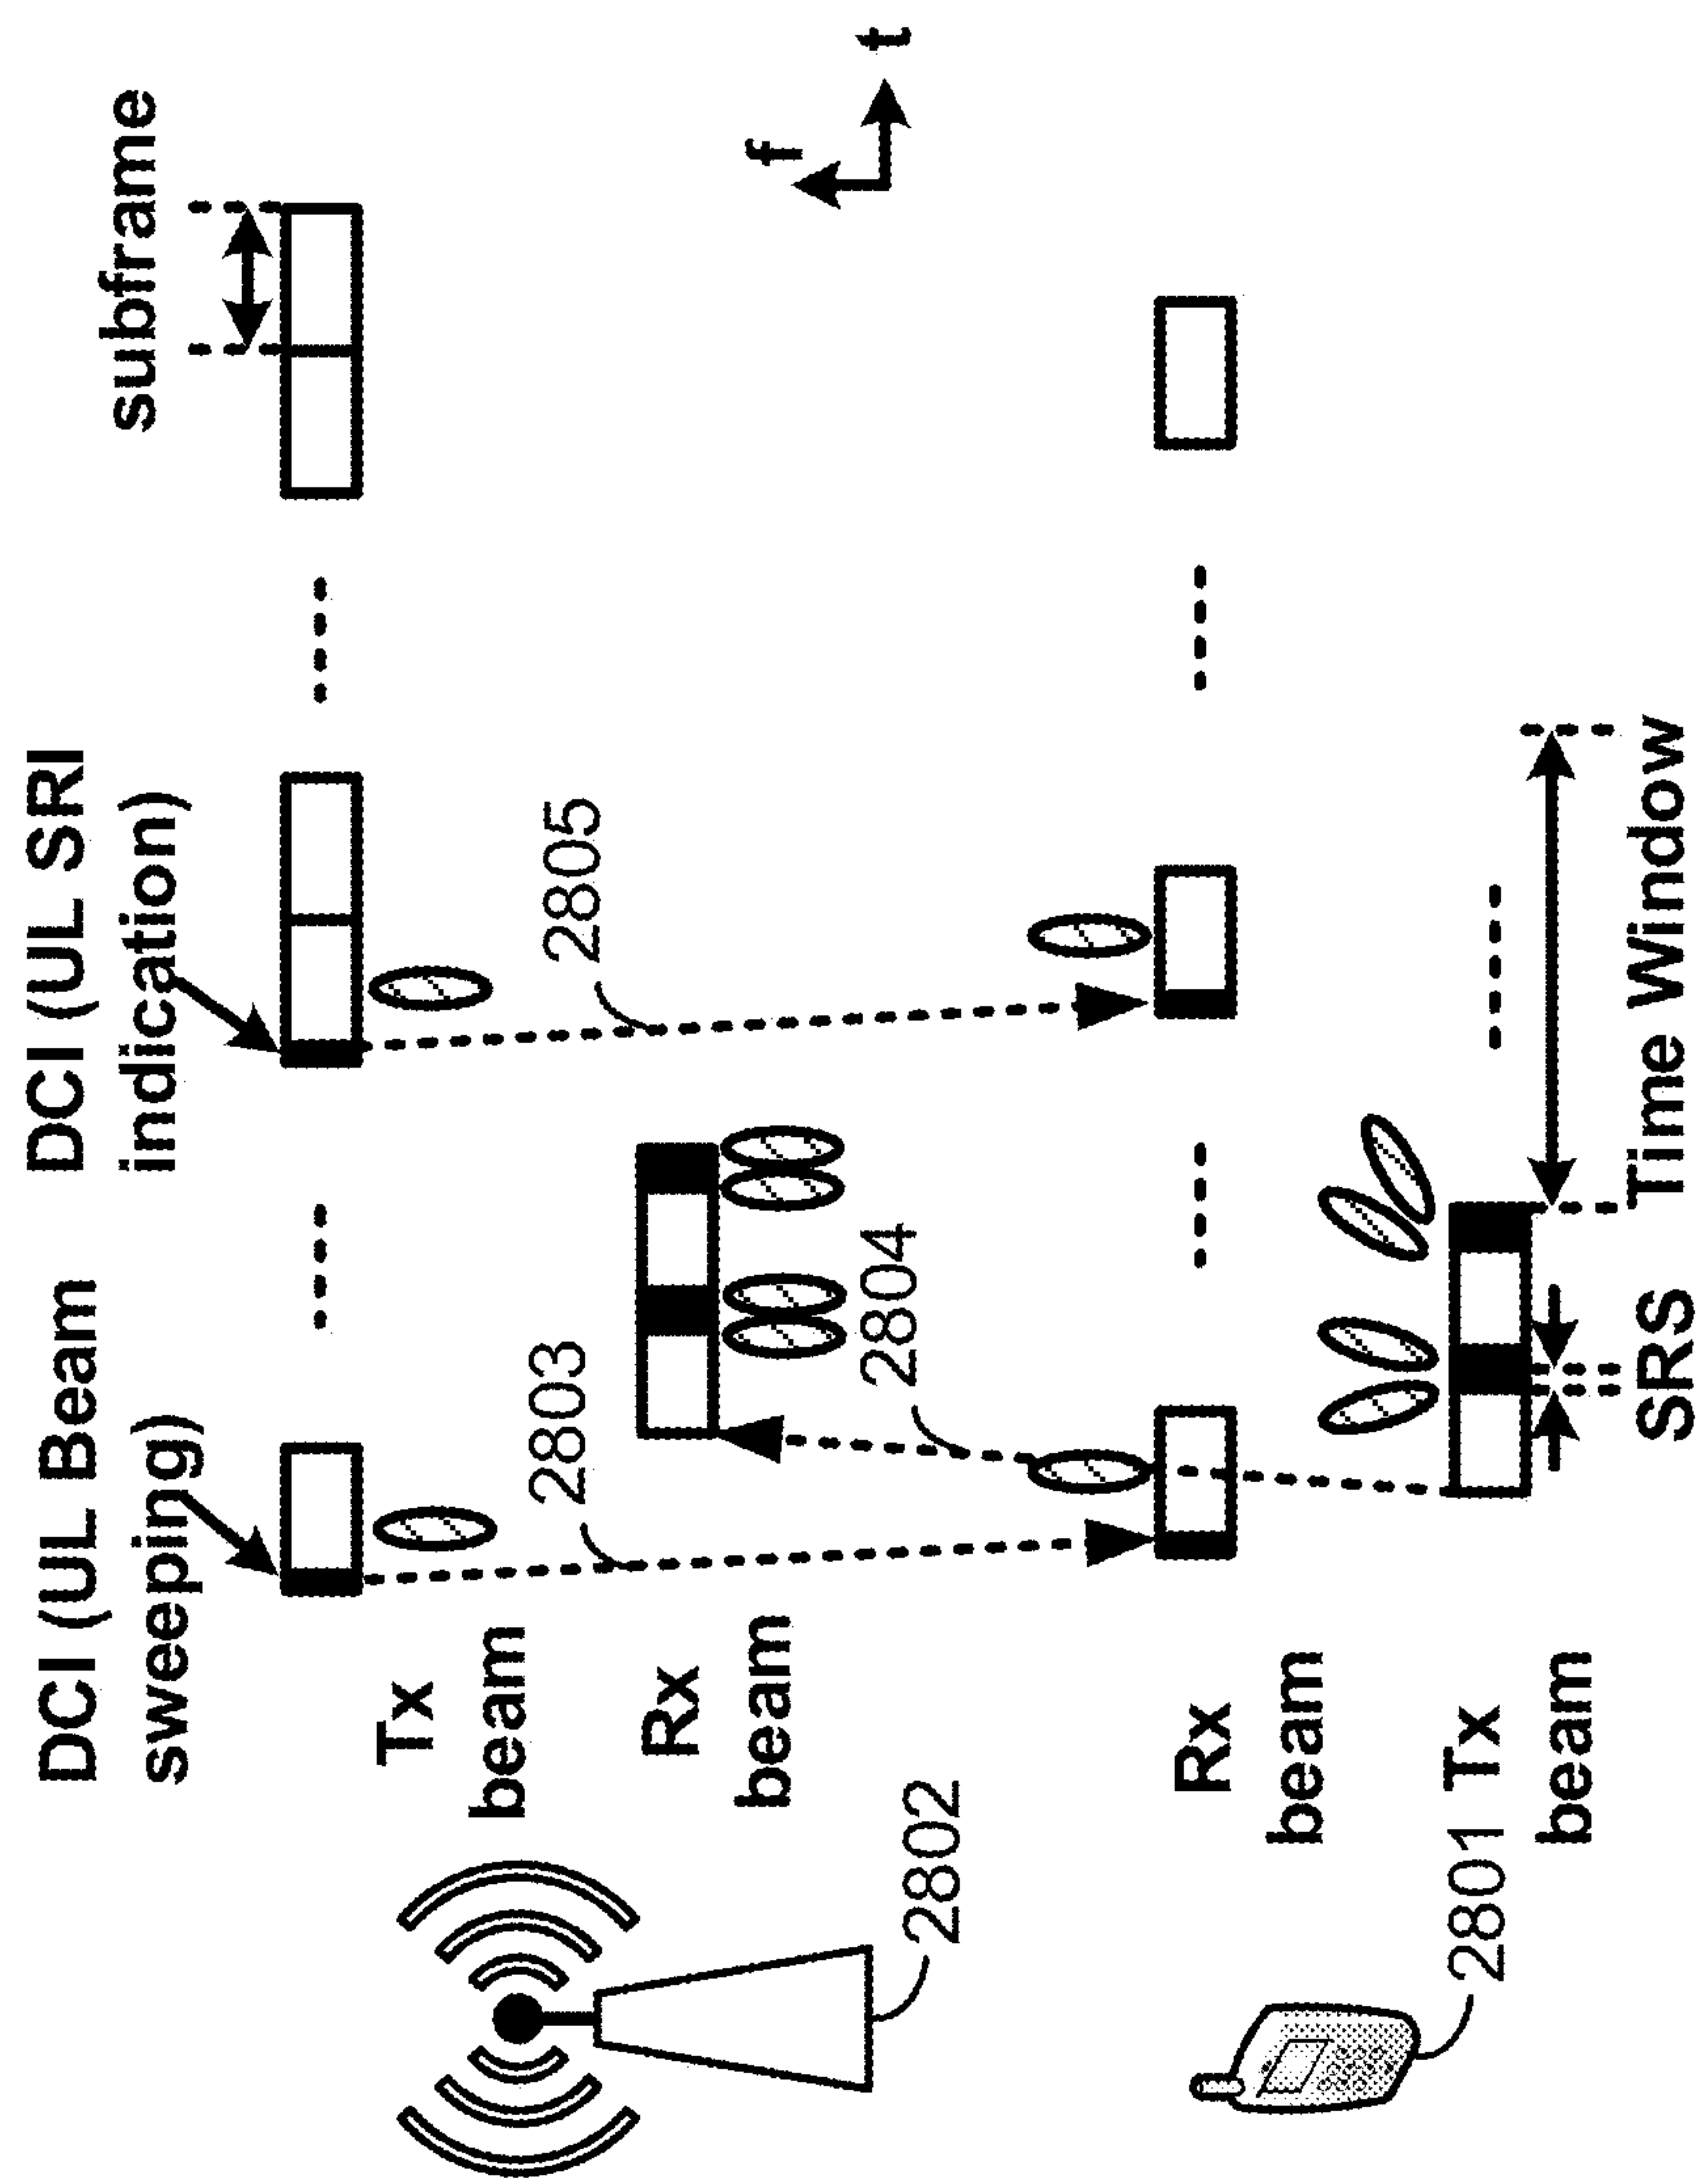 DCI (UL Beam
sweeping)
DCI (UL SRI
indication)
subframe
Tx
beam
2803
2805
Rx
beam
f
t
2802
2804
Rx
beam
2801
Tx
beam
SRS
Time Window